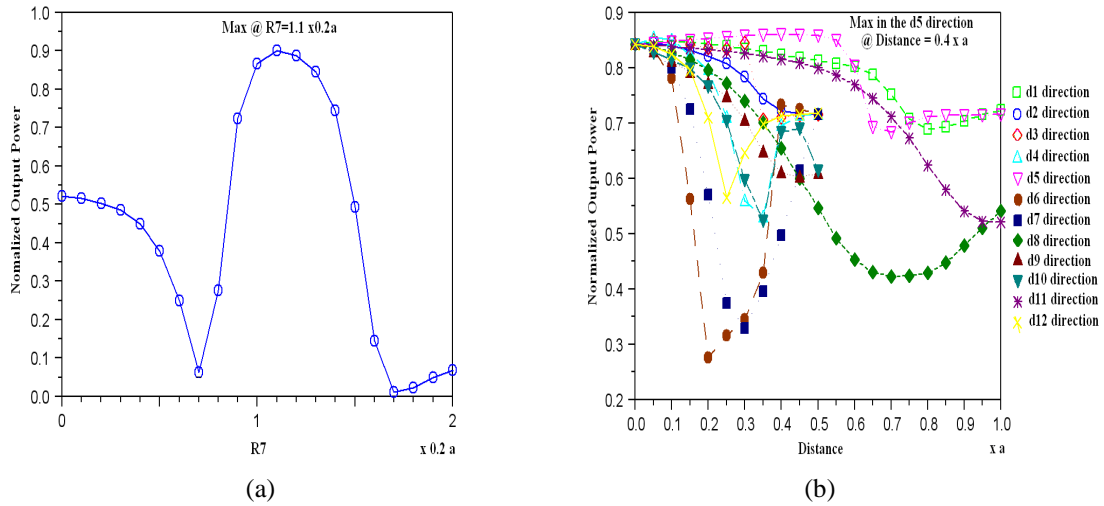 Max @ R7=1.1 x0.2a
1.0
0.9
0.8
0.7
0.6
0.5
0.4
0.3
0.2
0.1
0.0
Nomalized Output Power
0
1
2
R7
x 0.2 a
(a)
Max in the d5 direction
@ Distance = 0.4 x a
0.9
0.8
0.7
0.6
0.5
0.4
0.3
0.2
Normalized Output Power
0.0 0.1 0.2 0.3 0.4 0.5 0.6 0.7 0.8 0.9 1.0
Distance
x a
d1 direction
d2 direction
d3 direction
d4 direction
d5 direction
d6 direction
d7 direction
d8 direction
d9 direction
d10 direction
d11 direction
d12 direction
(b)